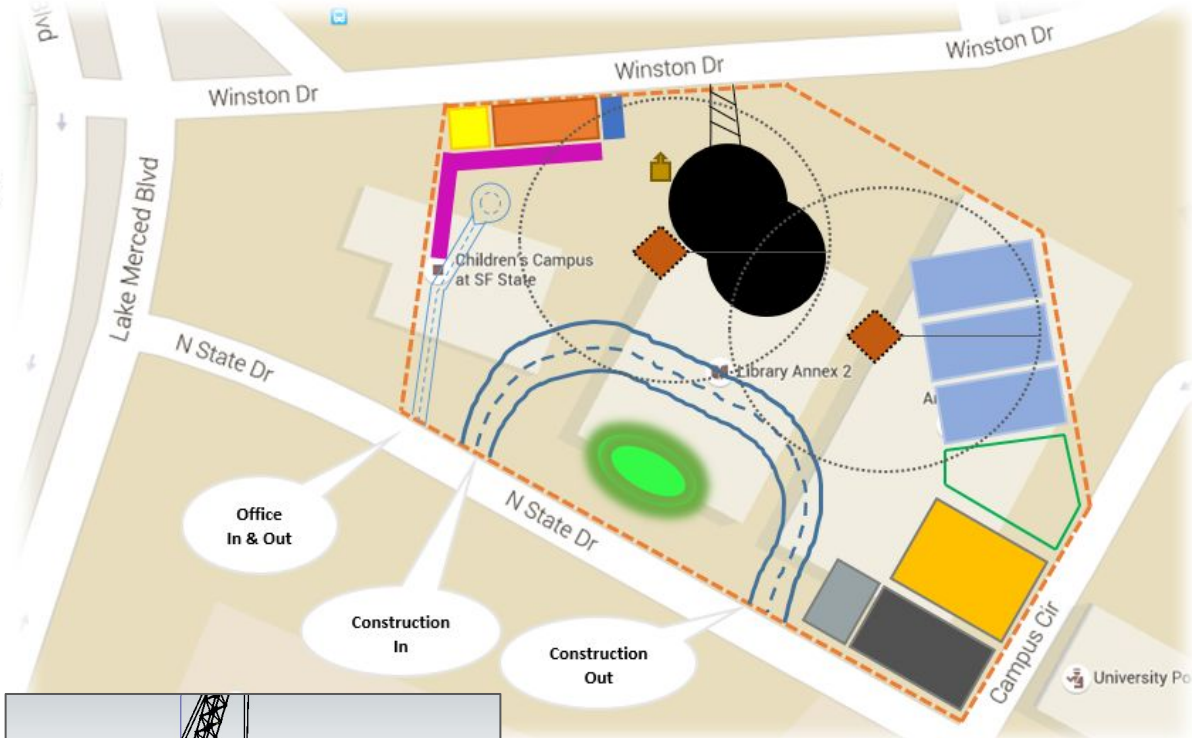 Blvd
Winston Dr
Winston Dr
Winston Dr
Lake Merced Blvd
Children's Campus
at SF State
N State Dr
Library Annex 2
Office
In & Out
N State Dr
Construction
In
Construction
Out
Campus Cir
University Po